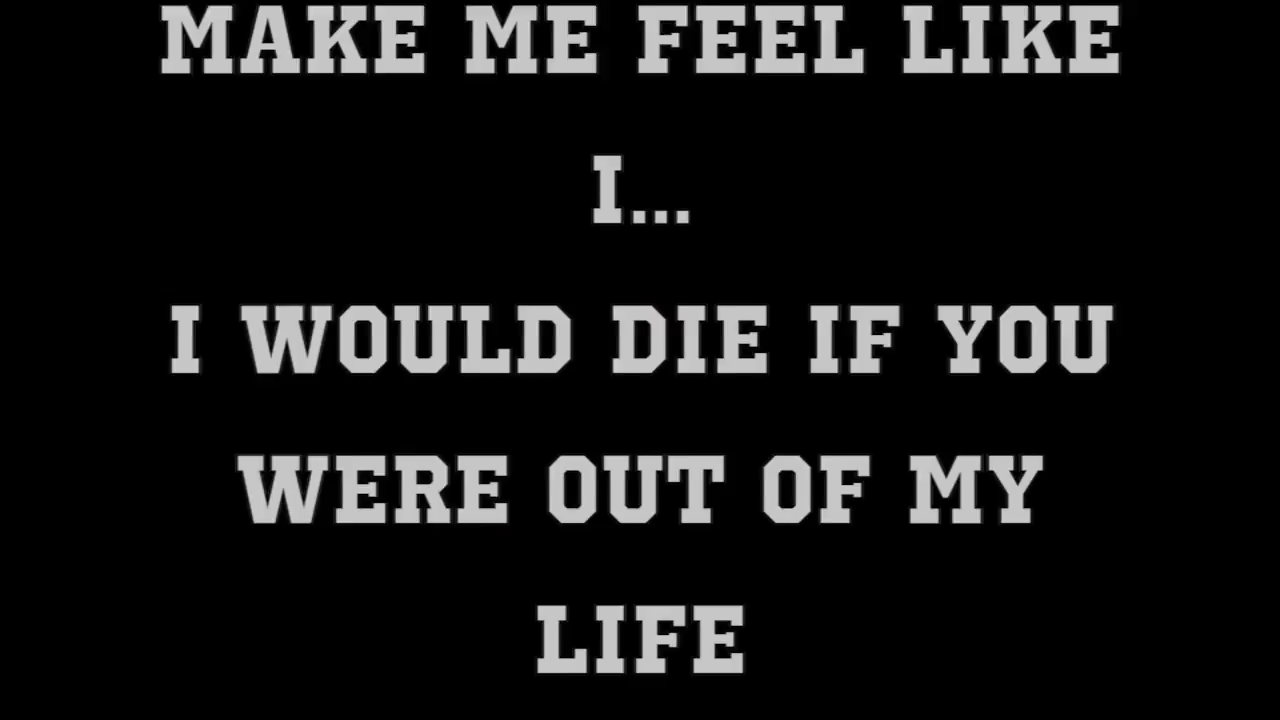 MAKE ME FEEL LIKE
I...
I WOULD DIE IF YOU
WERE OUT OF MY
LIFE